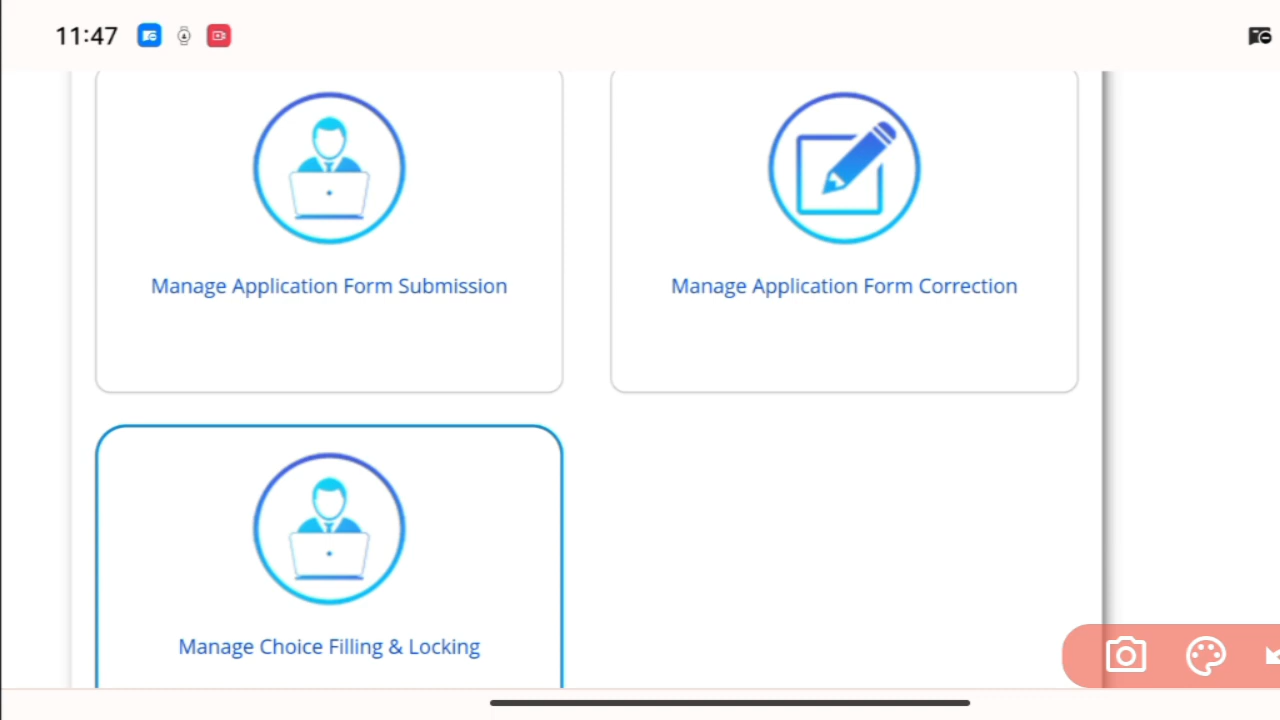 11:47
Manage Application Form Submission
Manage Application Form Correction
Manage Choice Filling & Locking